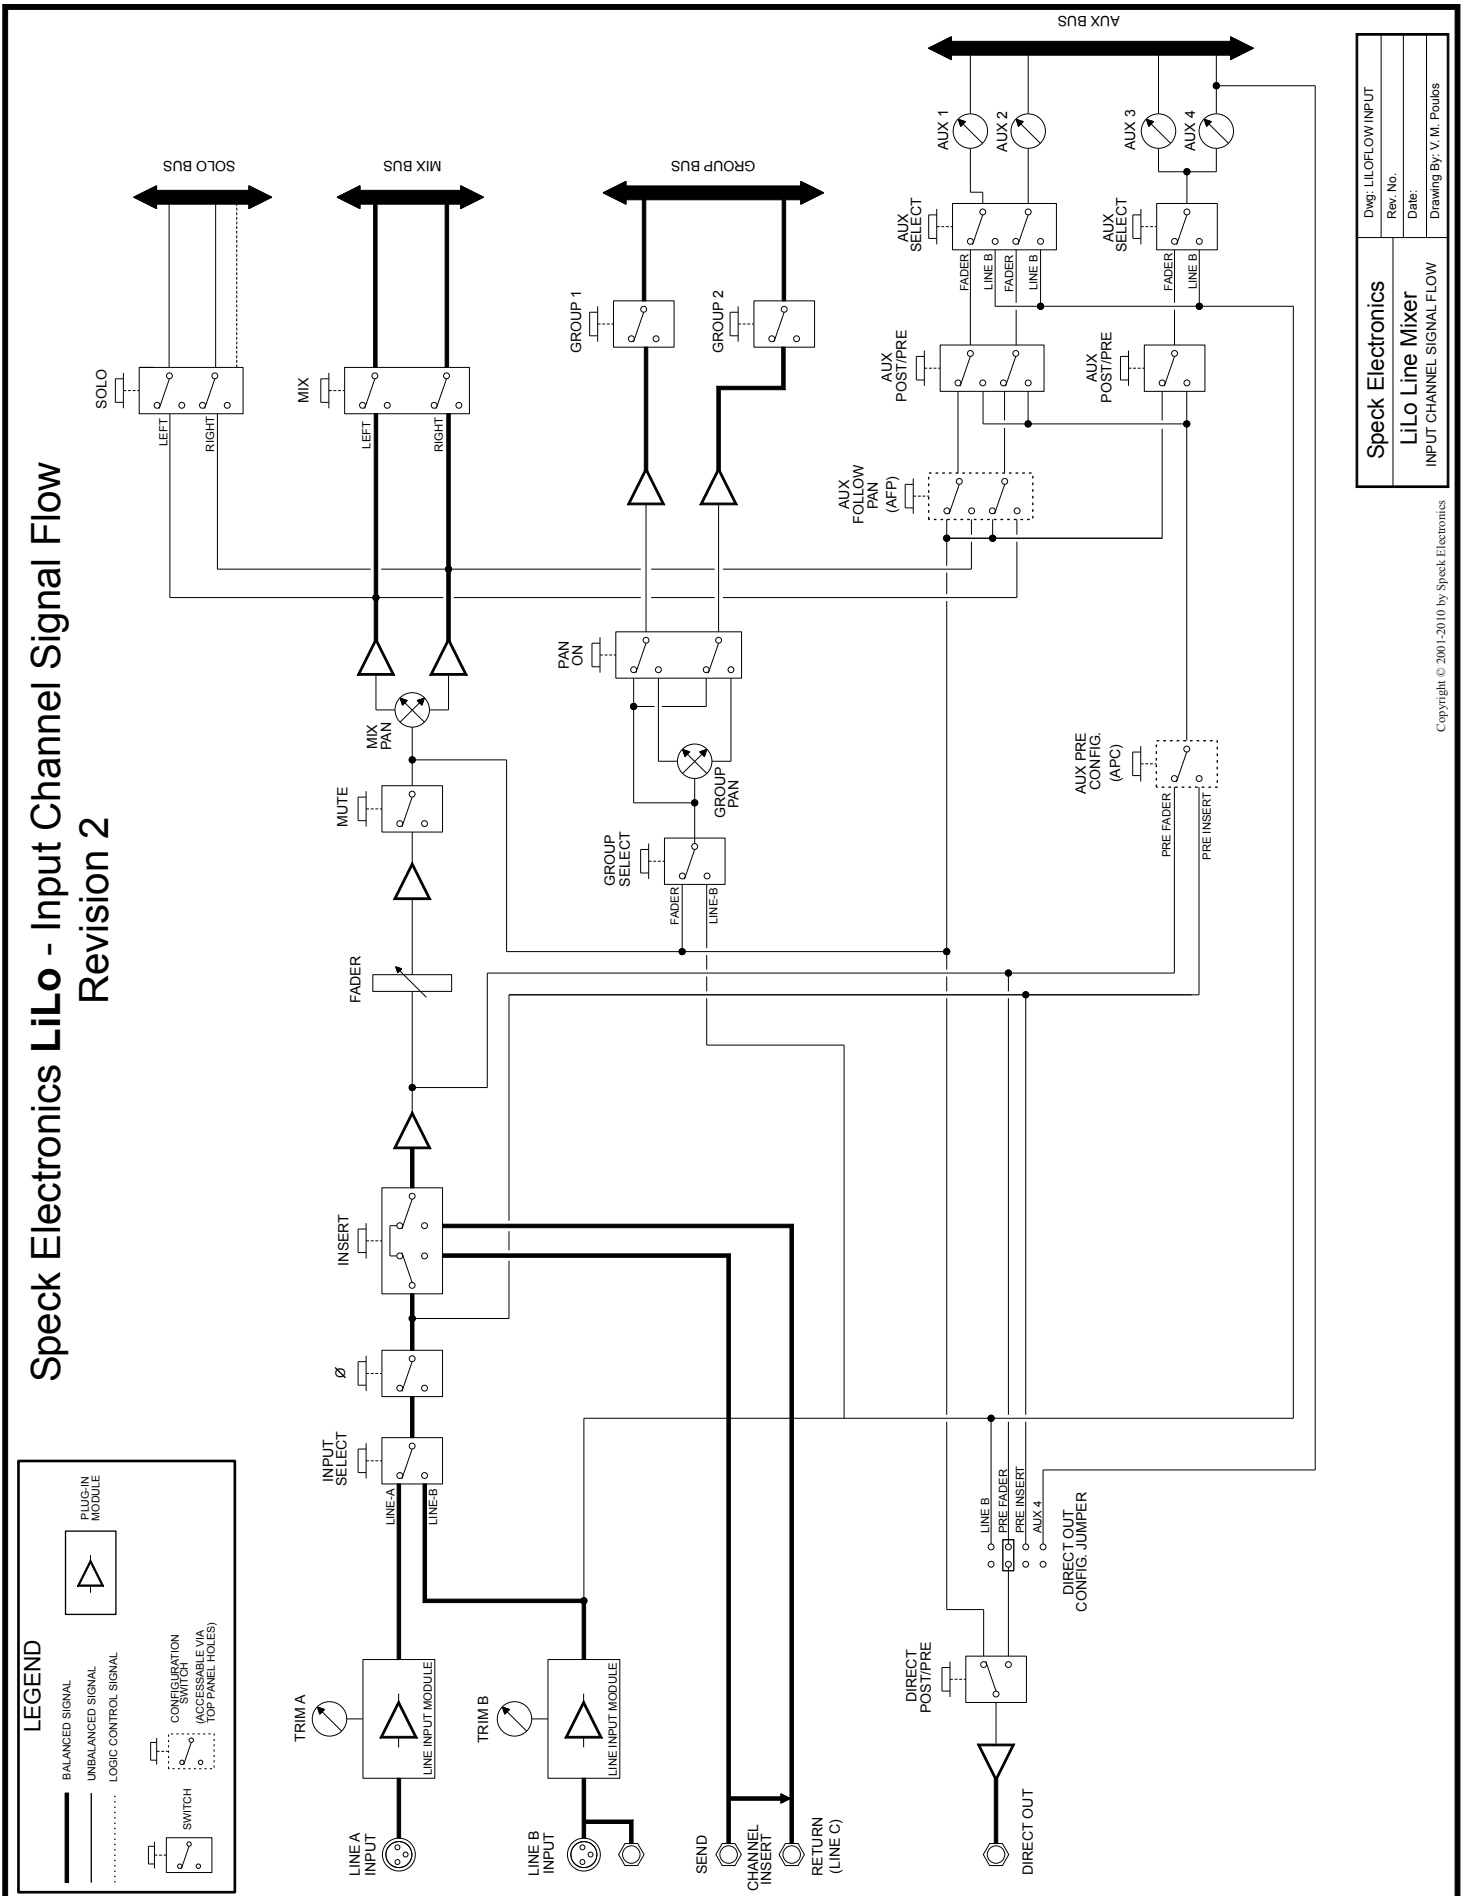 Speck Electronics LiLo - Input Channel Signal Flow
Revision 2
LEGEND
BALANCED SIGNAL
UNBALANCED SIGNAL
LOGIC CONTROL SIGNAL
SWITCH
CONFIGURATION
SWITCH
(ACCESSABLE VIA
TOP PANEL HOLES)
PLUG-IN
MODULE
LINE A
INPUT
TRIM A
LINE INPUT MODULE
LINE B
INPUT
TRIM B
LINE INPUT MODULE
LINE-A
LINE-B
INPUT
SELECT
Ø
INSERT
FADER
MUTE
MIX
PAN
SOLO
LEFT
RIGHT
SOLO BUS
MIX
LEFT
RIGHT
MIX BUS
SEND
CHANNEL
INSERT
RETURN
(LINE C)
GROUP
SELECT
FADER
LINE-B
GROUP
PAN
PAN
ON
GROUP 1
GROUP 2
GROUP BUS
DIRECT OUT
DIRECT
POST/PRE
DIRECT OUT
CONFIG. JUMPER
LINE B
PRE FADER
PRE INSERT
AUX 4
AUX PRE
CONFIG.
(APC)
PRE FADER
PRE INSERT
AUX
FOLLOW
PAN
(AFP)
AUX
POST/PRE
AUX
POST/PRE
AUX
SELECT
FADER
LINE B
FADER
LINE B
AUX
SELECT
FADER
LINE B
AUX 1
AUX 2
AUX 3
AUX 4
AUX BUS
Speck Electronics
LiLo Line Mixer
INPUT CHANNEL SIGNAL FLOW
Dwg: LILOFLOW INPUT
Rev. No.
Date:
Drawing By: V. M. Poulos
Copyright © 2001-2010 by Speck Electronics